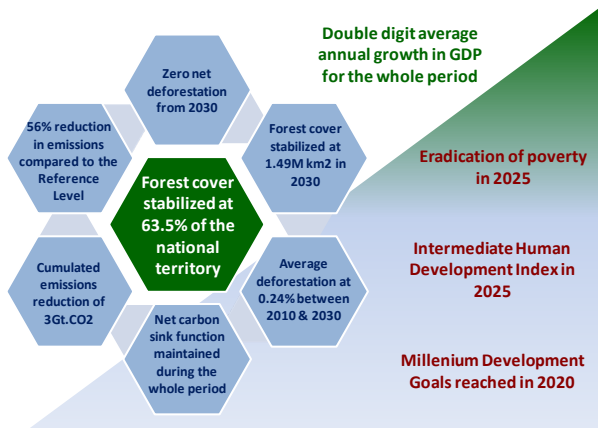 Double digit average
annual growth in GDP
for the whole period
Zero net
deforestation
from 2030
56% reduction
in emissions
compared to the
Reference
Level
Forest cover
stabilized at
1.49M km2 in
2030
Forest cover
stabilized at
63.5% of the
national
territory
Cumulated
emissions
reduction of
3Gt.CO2
Average
deforestation at
0.24% between
2010 & 2030
Net carbon
sink function
maintained
during the
whole period
Eradication of poverty
in 2025
Intermediate Human
Development Index in
2025
Millenium Development
Goals reached in 2020